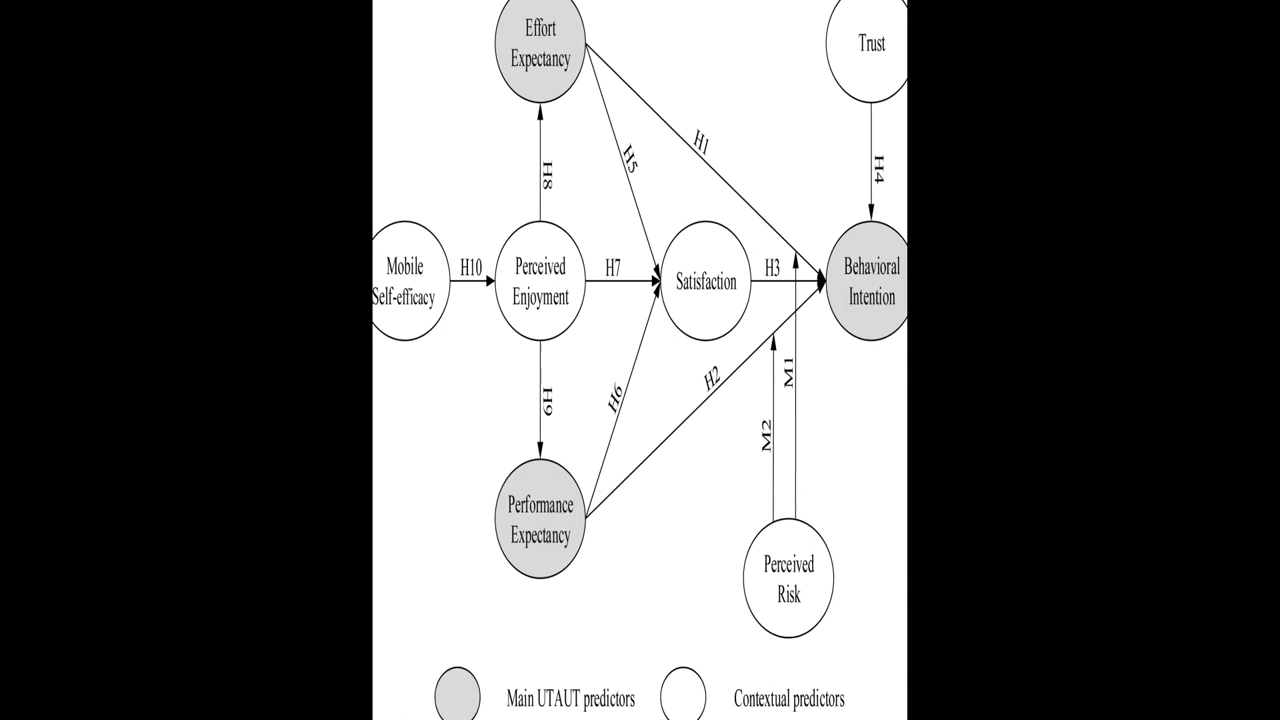 Effort
Expectancy
Trust
H1
H5
H8
H4
Mobile
Self-efficacy
H10
Perceived
Enjoyment
H7
Satisfaction
H3
Behavioral
Intention
H9
H6
H2
M1
M2
Performance
Expectancy
Perceived
Risk
Main UTAUT predictors
Contextual predictors